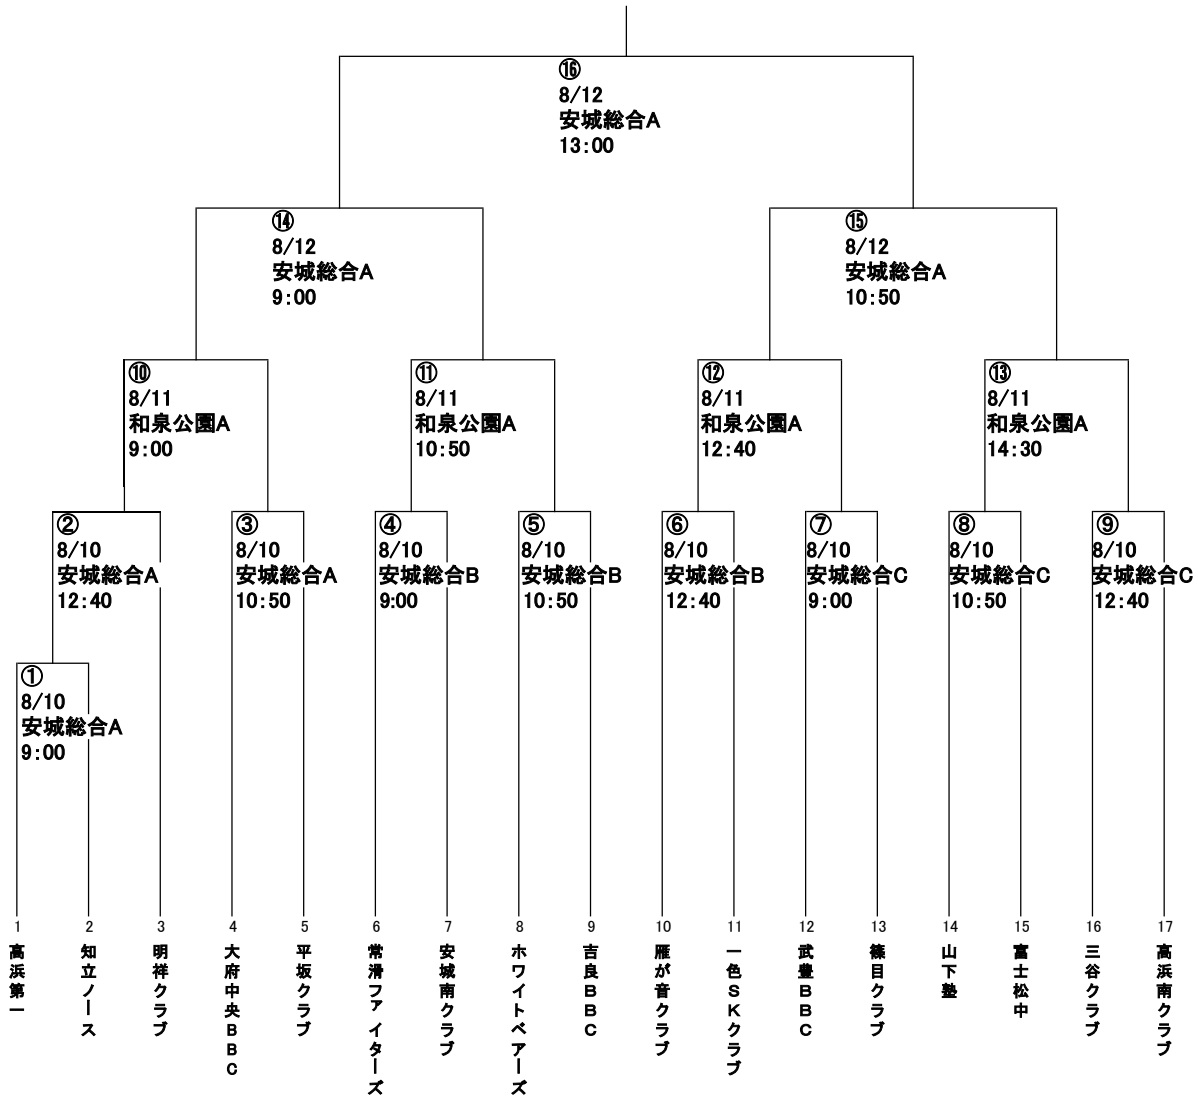 ⑯
8/12
安城総合A
13:00
⑭
8/12
安城総合A
9:00
⑮
8/12
安城総合A
10:50
⑩
8/11
和泉公園A
9:00
⑪
8/11
和泉公園A
10:50
⑫
8/11
和泉公園A
12:40
⑬
8/11
和泉公園A
14:30
②
8/10
安城総合A
12:40
③
8/10
安城総合A
10:50
④
8/10
安城総合B
9:00
⑤
8/10
安城総合B
10:50
⑥
8/10
安城総合B
12:40
⑦
8/10
安城総合C
9:00
⑧
8/10
安城総合C
10:50
⑨
8/10
安城総合C
12:40
①
8/10
安城総合A
9:00
1
高浜第一
2
知立ノース
3
明祥クラブ
4
大府中央BBC
5
平坂クラブ
6
常滑ファイターズ
7
安城南クラブ
8
ホワイトベアーズ
9
吉良BBC
10
雁が音クラブ
11
一色SKクラブ
12
武豊BBC
13
篠目クラブ
14
山下塾
15
富士松中
16
三谷クラブ
17
高浜南クラブ